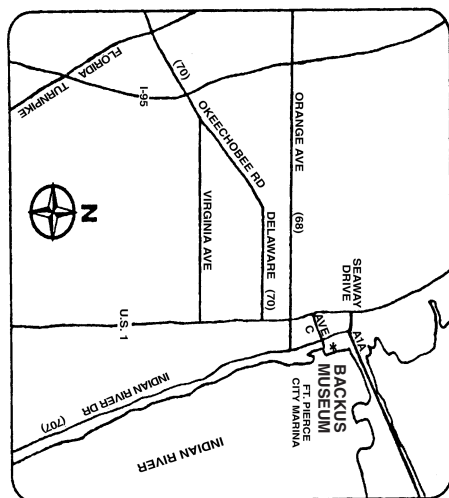 FLORIDA
TURNPIKE
I-95
(70)
OKEECHOBEE RD
ORANGE AVE
(68)
VIRGINIA AVE
DELAWARE
(70)
N
U.S. 1
SEAWAY
DRIVE
AVE
C
A1A
*
BACKUS
MUSEUM
FT. PIERCE
CITY MARINA
INDIAN RIVER DR
(707)
INDIAN RIVER